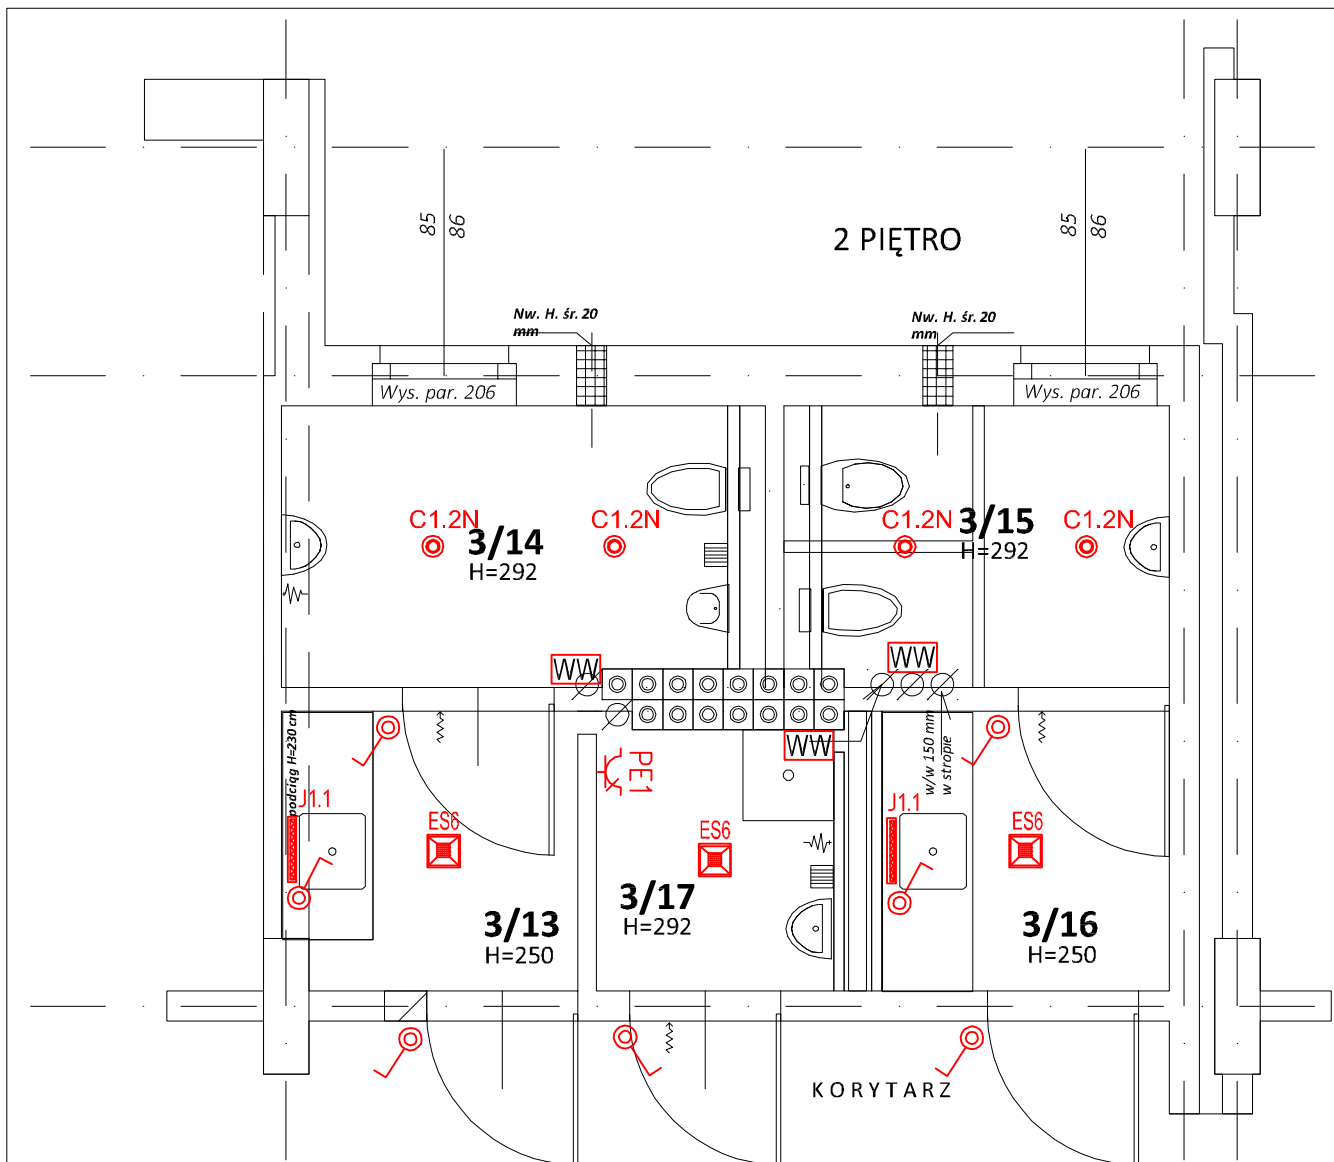 2 PIĘTRO
85
86
85
86
Nw. H. śr. 20
mm
Nw. H. śr. 20
mm
Wys. par. 206
Wys. par. 206
C1.2N
C1.2N
C1.2N
C1.2N
3/14
H=292
3/15
H=292
WW
WW
WW
podciąg H=230 cm
w/w 150 mm
w stropie
PE1
J1.1
J1.1
ES6
ES6
ES6
3/13
H=250
3/17
H=292
3/16
H=250
KORYTARZ